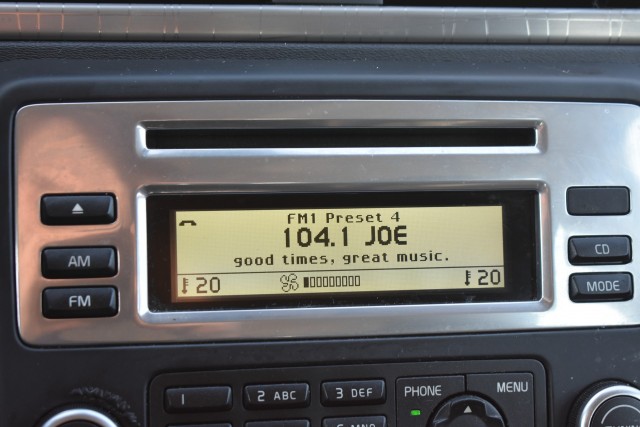 FM1 Preset 4
104.1 JOE
good times, great music.
20
20
AM
FM
CD
MODE
1
2 ABC
3 DEF
PHONE
MENU